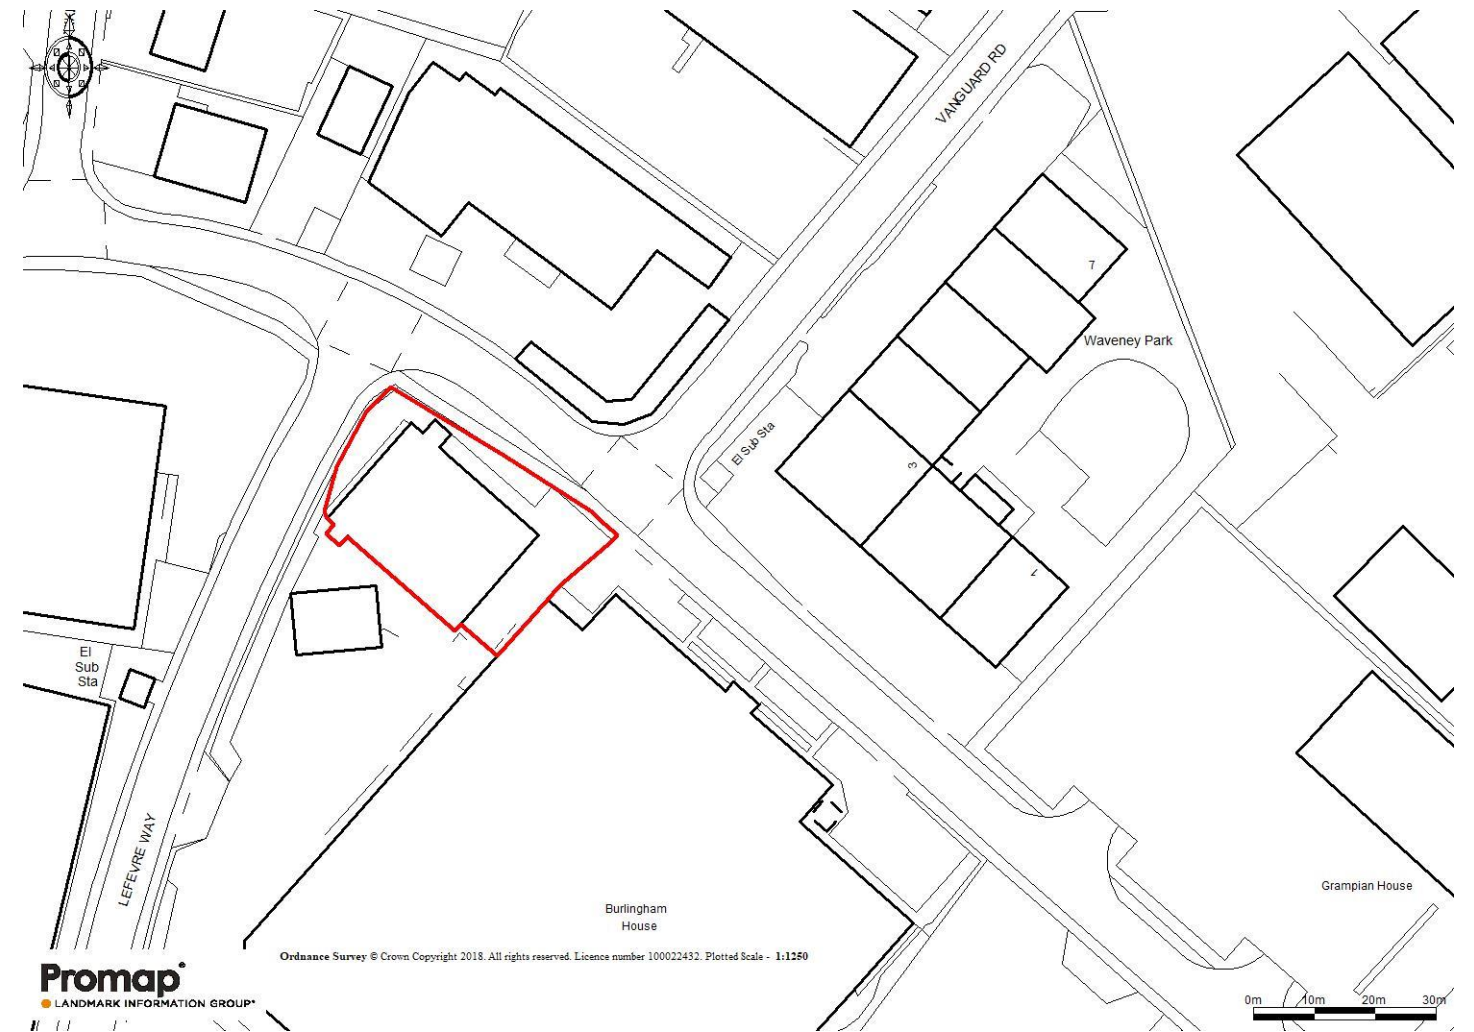 VANGUARD RD
7
Waveney Park
El Sub Sta
3
1
El
Sub
Sta
LEFEVRE WAY
Grampian House
Burlingham
House
Ordnance Survey © Crown Copyright 2018. All rights reserved. Licence number 100022432. Plotted Scale - 1:1250
Promap®
LANDMARK INFORMATION GROUP®
0m 10m 20m 30m